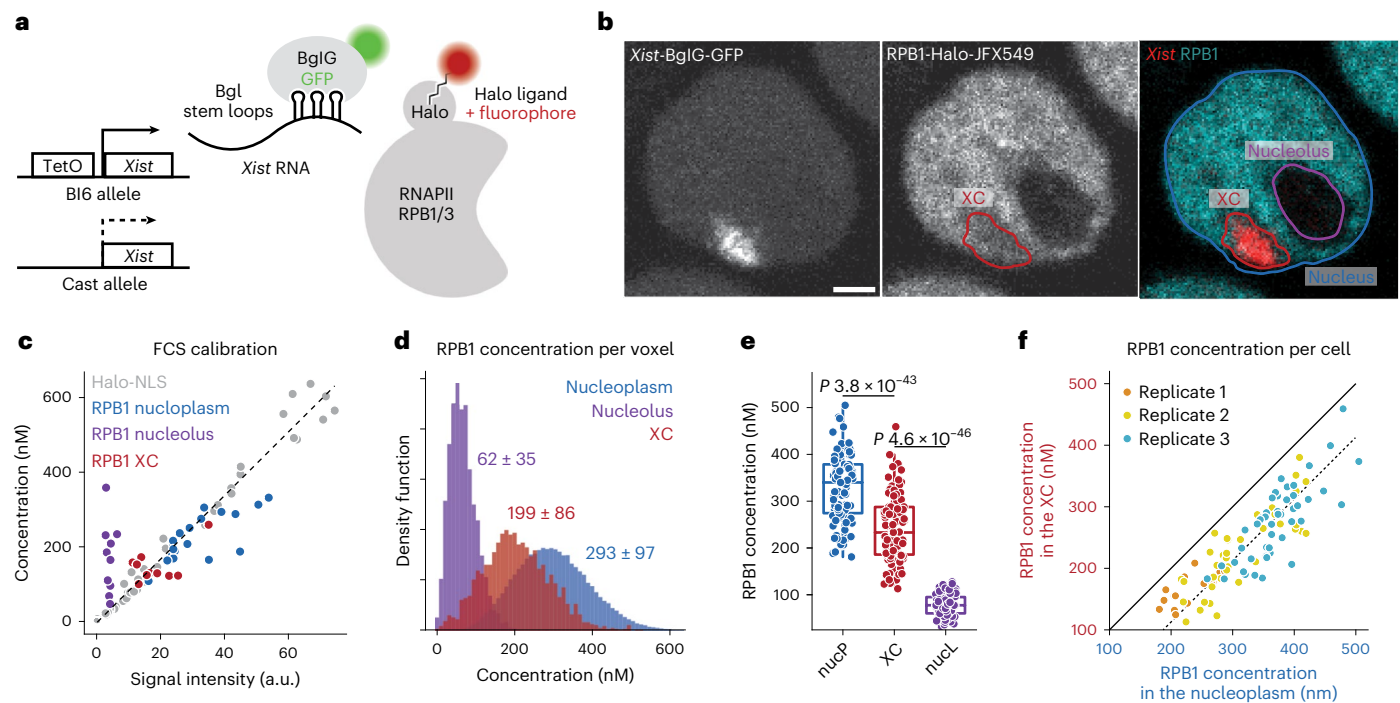 a
BgIG
GFP
Bgl
stem loops
Halo
Halo ligand
+ fluorophore
TetO
Xist
BI6 allele
Xist RNA
RNAPII
RPB1/3
Xist
Cast allele
b
Xist-BgIG-GFP
RPB1-Halo-JFX549
XC
Xist RPB1
Nucleolus
XC
Nucleus
c
FCS calibration
Halo-NLS
RPB1 nucloplasm
RPB1 nucleolus
RPB1 XC
Concentration (nM)
600
400
200
0
0 20 40 60
Signal intensity (a.u.)
d
RPB1 concentration per voxel
Nucleoplasm
Nucleolus
XC
62 ± 35
199 ± 86
293 ± 97
Density function
0 200 400 600
Concentration (nM)
e
P 3.8 × 10−43
P 4.6 × 10−46
RPB1 concentration (nM)
500
400
300
200
100
nucP
XC
nucL
f
RPB1 concentration per cell
Replicate 1
Replicate 2
Replicate 3
RPB1 concentration
in the XC (nM)
500
400
300
200
100
100 200 300 400 500
RPB1 concentration
in the nucleoplasm (nm)